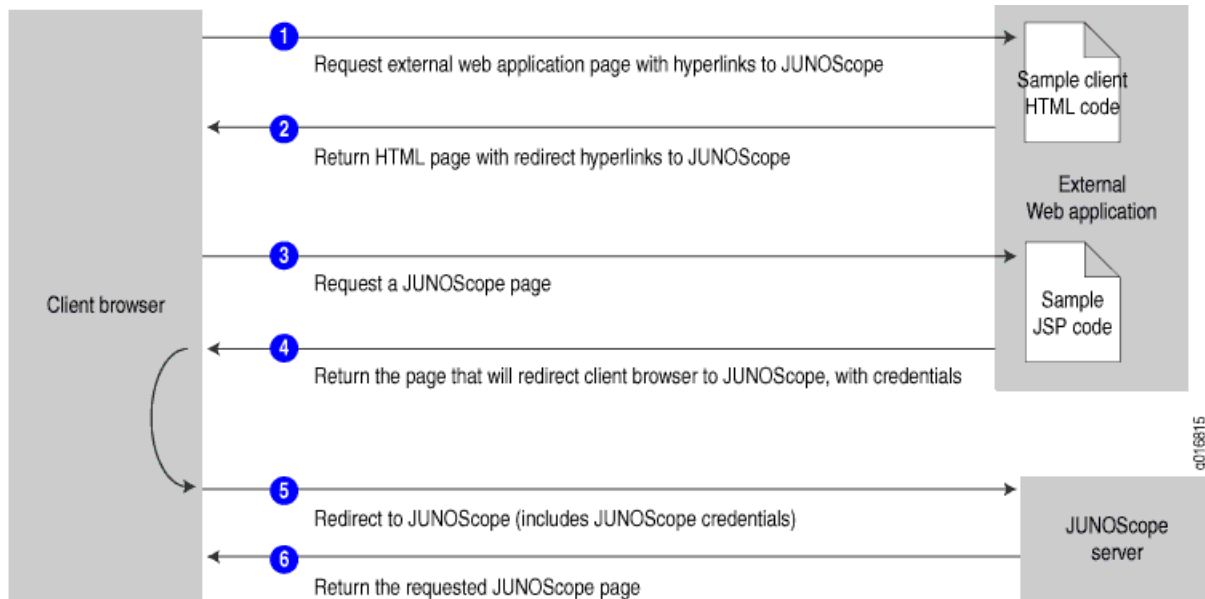 1
Request external web application page with hyperlinks to JUNOScope
Sample client
HTML code
2
Return HTML page with redirect hyperlinks to JUNOScope
External
Web application
3
Request a JUNOScope page
Client browser
Sample
JSP code
4
Return the page that will redirect client browser to JUNOScope, with credentials
g016815
5
Redirect to JUNOScope (includes JUNOScope credentials)
JUNOScope
server
6
Return the requested JUNOScope page